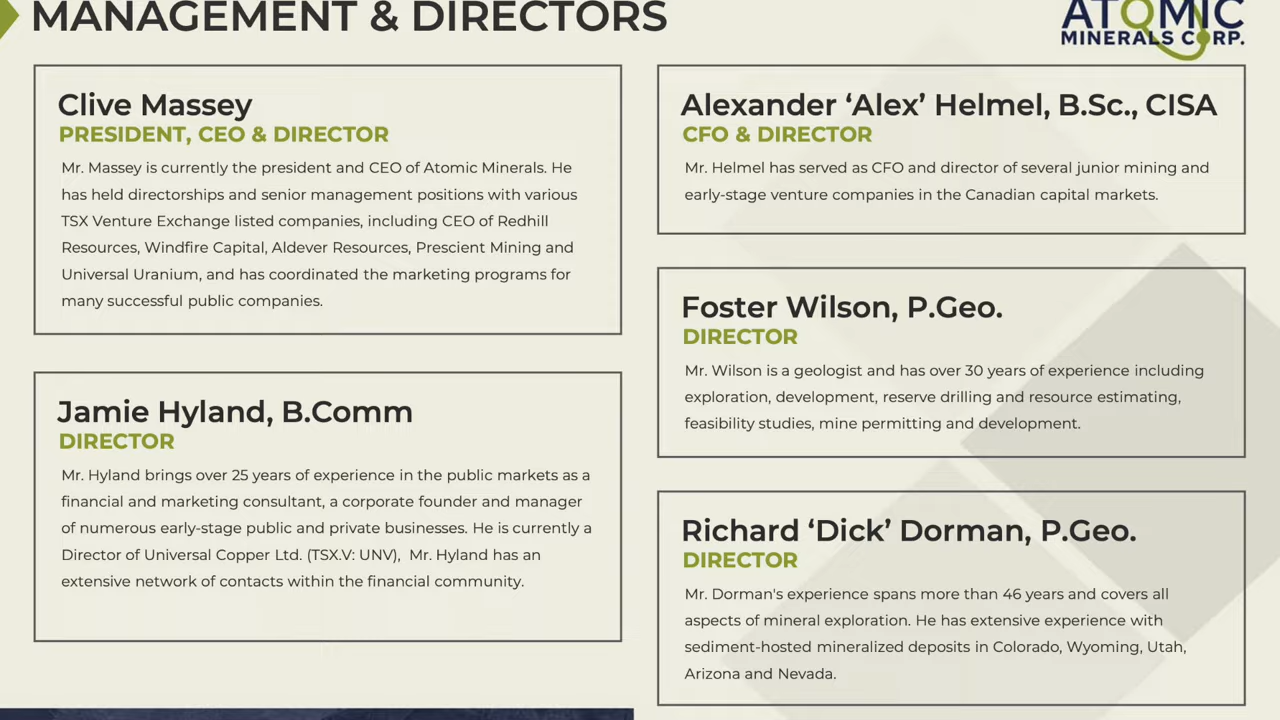 MANAGEMENT & DIRECTORS
ATOMIC
MINERALS CORP.
Clive Massey
PRESIDENT, CEO & DIRECTOR
Mr. Massey is currently the president and CEO of Atomic Minerals. He
has held directorships and senior management positions with various
TSX Venture Exchange listed companies, including CEO of Redhill
Resources, Windfire Capital, Aldever Resources, Prescient Mining and
Universal Uranium, and has coordinated the marketing programs for
many successful public companies.
Jamie Hyland, B.Comm
DIRECTOR
Mr. Hyland brings over 25 years of experience in the public markets as a
financial and marketing consultant, a corporate founder and manager
of numerous early-stage public and private businesses. He is currently a
Director of Universal Copper Ltd. (TSX.V: UNV),  Mr. Hyland has an
extensive network of contacts within the financial community.
Alexander ‘Alex’ Helmel, B.Sc., CISA
CFO & DIRECTOR
Mr. Helmel has served as CFO and director of several junior mining and
early-stage venture companies in the Canadian capital markets.
Foster Wilson, P.Geo.
DIRECTOR
Mr. Wilson is a geologist and has over 30 years of experience including
exploration, development, reserve drilling and resource estimating,
feasibility studies, mine permitting and development.
Richard ‘Dick’ Dorman, P.Geo.
DIRECTOR
Mr. Dorman's experience spans more than 46 years and covers all
aspects of mineral exploration. He has extensive experience with
sediment-hosted mineralized deposits in Colorado, Wyoming, Utah,
Arizona and Nevada.